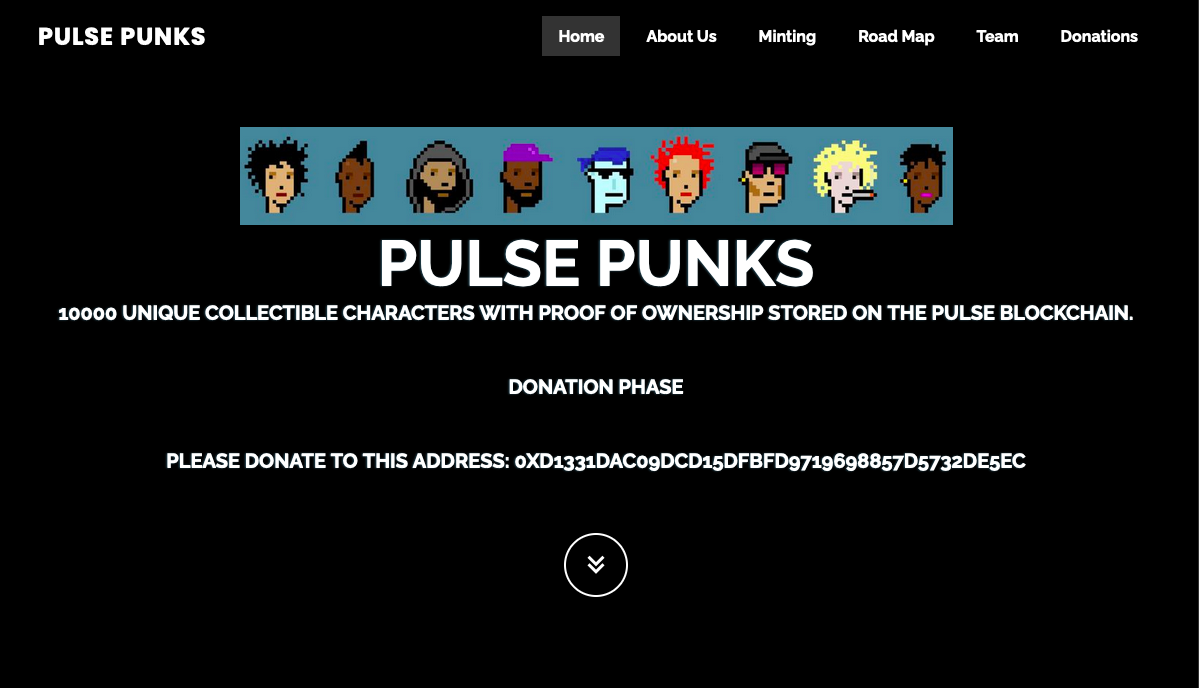 PULSE PUNKS
Home About Us Minting Road Map Team Donations
PULSE PUNKS
10000 UNIQUE COLLECTIBLE CHARACTERS WITH PROOF OF OWNERSHIP STORED ON THE PULSE BLOCKCHAIN.
DONATION PHASE
PLEASE DONATE TO THIS ADDRESS: 0XD1331DAC09DCD15DFBFD9719698857D5732DE5EC